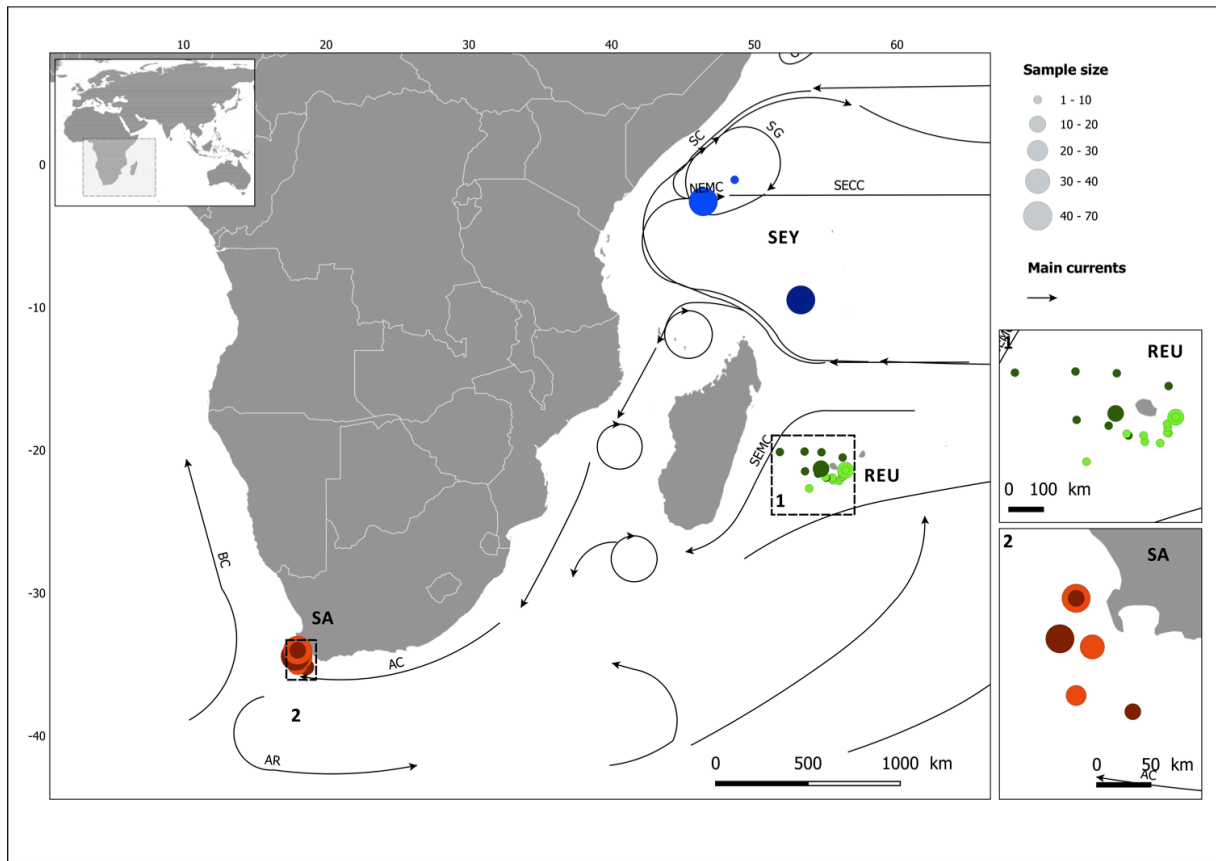 10 20 30 40 50 60
0
-10
-20
-30
-40
SC
SG
NEMC
SECC
SEY
SEMC
REU
1
BC
SA
AC
2
AR
0 500 1000 km
Sample size
1 - 10
10 - 20
20 - 30
30 - 40
40 - 70
Main currents
1
REU
0 100 km
2
SA
0 50 km
AC